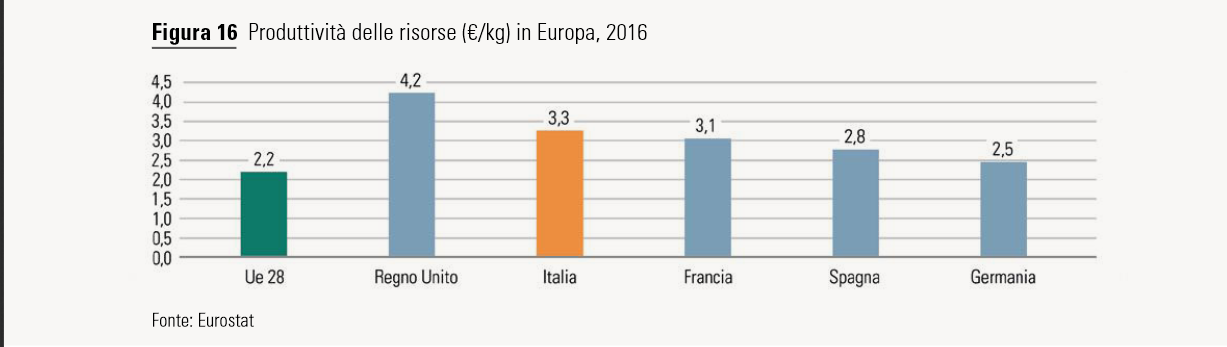 Figura 16 Produttività delle risorse (€/kg) in Europa, 2016
4,5
4,0
3,5
3,0
2,5
2,0
1,5
1,0
0,5
0,0
2,2
4,2
3,3
3,1
2,8
2,5
Ue 28
Regno Unito
Italia
Francia
Spagna
Germania
Fonte: Eurostat